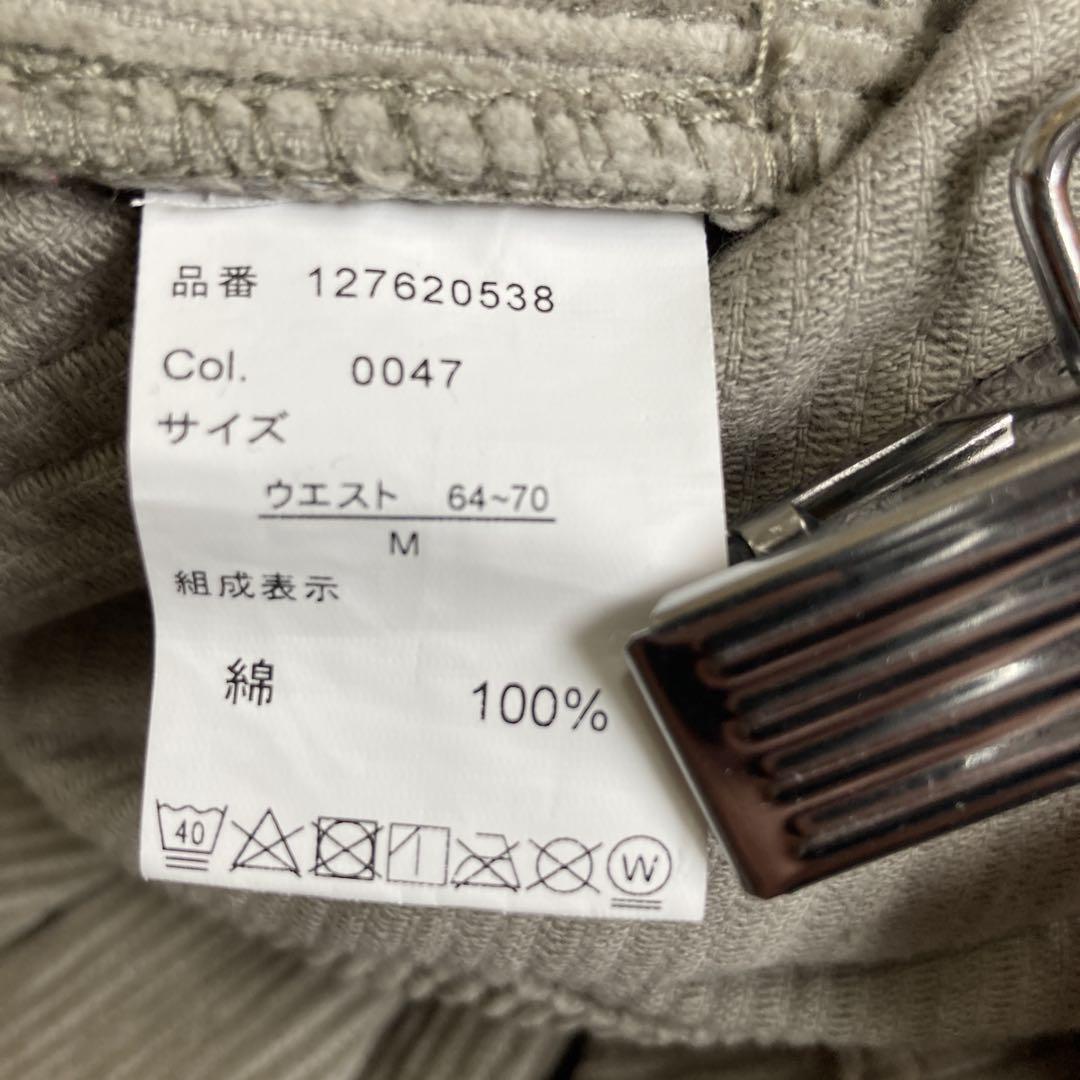 品番 127620538
Col. 0047
サイズ
ウエスト 64~70
M
組成表示
綿 100%
40 W